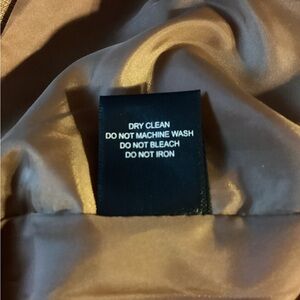 DRY CLEAN
DO NOT MACHINE WASH
DO NOT BLEACH
DO NOT IRON